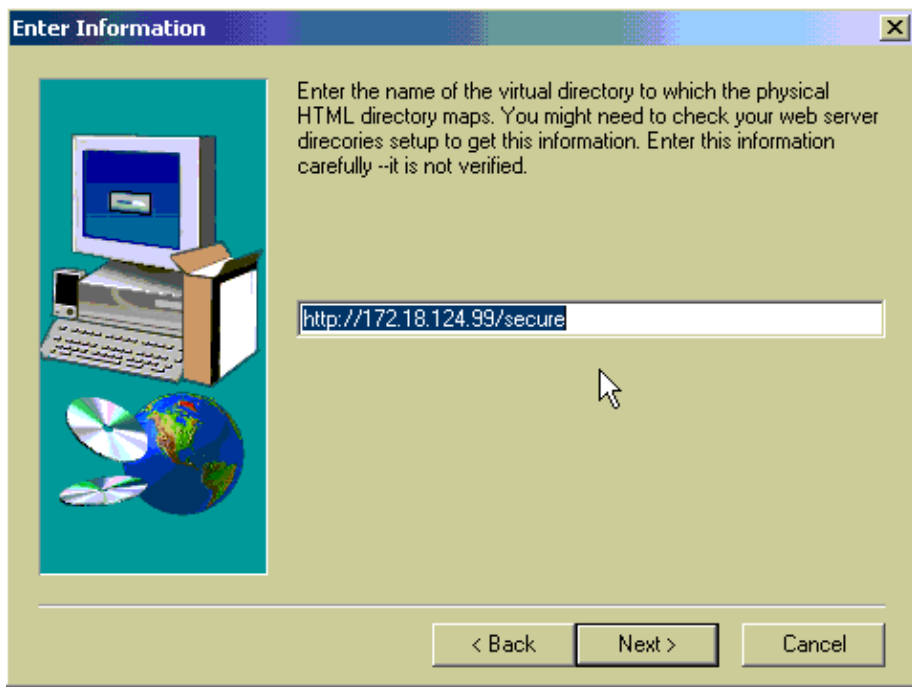 Enter Information
Enter the name of the virtual directory to which the physical
HTML directory maps. You might need to check your web server
direcories setup to get this information. Enter this information
carefully --it is not verified.
http://172.18.124.99/secure
< Back
Next >
Cancel